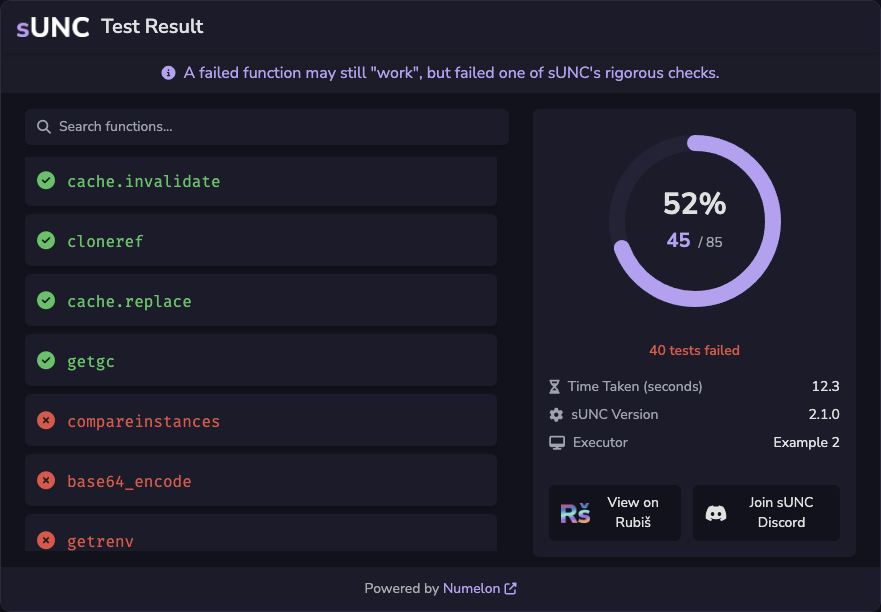 sUNC Test Result
A failed function may still "work", but failed one of sUNC's rigorous checks.
Search functions...
cache.invalidate
cloneref
cache.replace
getgc
compareinstances
base64_encode
getrenv
52%
45 / 85
40 tests failed
Time Taken (seconds) 12.3
sUNC Version 2.1.0
Executor Example 2
Rš
View on
Rubiš
Join sUNC
Discord
Powered by Numelon